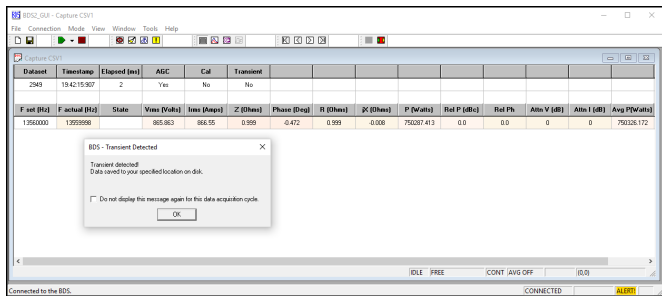 BDS2_GUI - Capture CSV1
File Connection Mode View Window Tools Help
Capture CSV1
Dataset Timestamp Elapsed (ms) AGC Cal Transient
2949 19:42:15:907 2 Yes No No
F set (Hz) F actual (Hz) State Vrms (Volts) Irms (Amps) Z (Ohms) Phase (Deg) R (Ohms) jX (Ohms) P (Watts) Rel P (dBc) Rel Ph Attn V (dB) Attn I (dB) Avg P(Watts)
13560000 13559998 865.863 866.55 0.999 -0.472 0.999 -0.008 750287.413 0.0 0.0 0 0 750326.172
BDS - Transient Detected
Transient detected!
Data saved to your specified location on disk.
Do not display this message again for this data acquisition cycle.
OK
IDLE FREE CONT AVG OFF (0,0)
Connected to the BDS. CONNECTED ALERT!